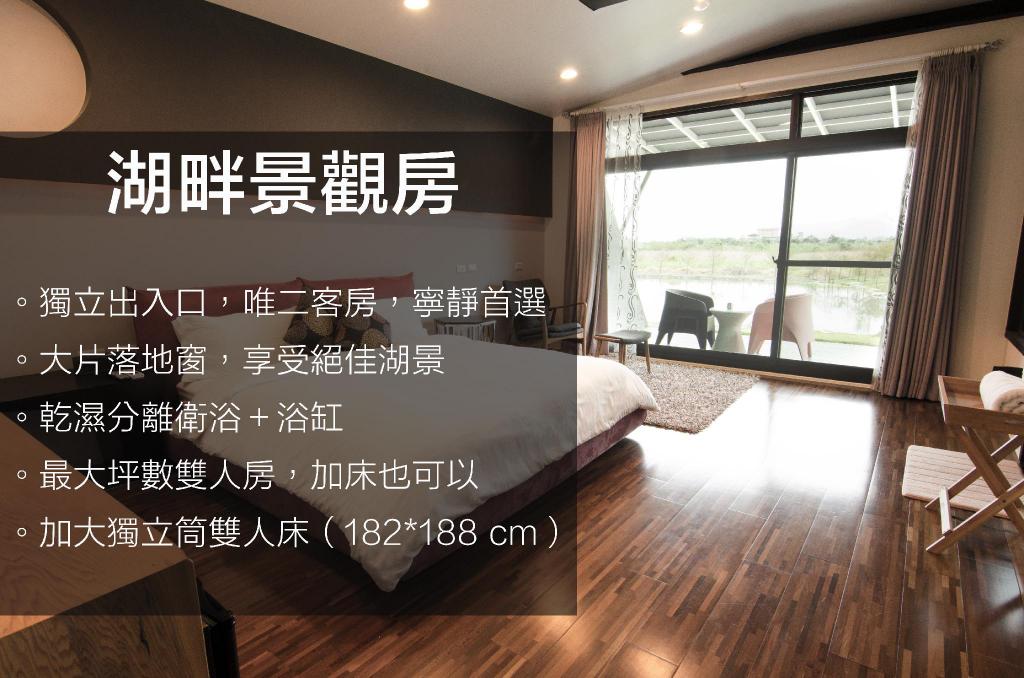 湖畔景觀房
。獨立出入口，唯二客房，寧靜首選
。大片落地窗，享受絕佳湖景
。乾濕分離衛浴＋浴缸
。最大坪數雙人房，加床也可以
。加大獨立筒雙人床（182*188 cm）